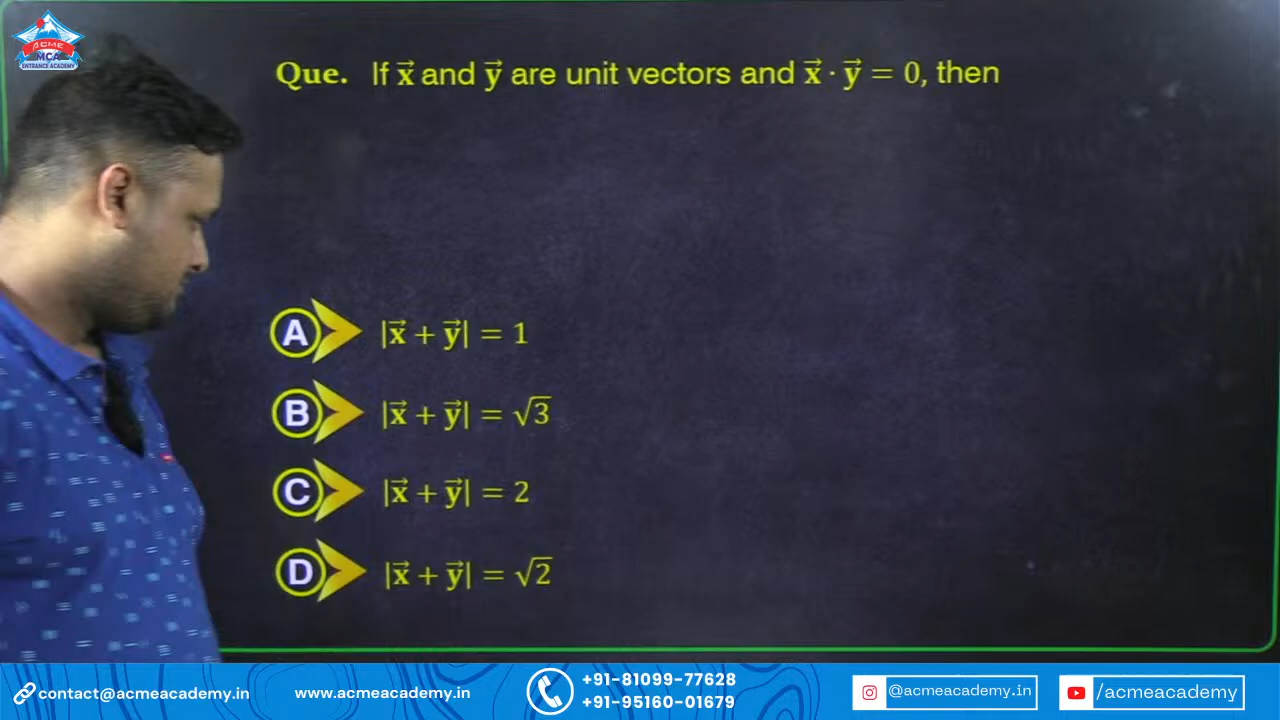 ACME
MCA
ENTRANCE ACADEMY
Que. If x⃗ and y⃗ are unit vectors and x⃗ · y⃗ = 0, then
A |x⃗ + y⃗| = 1
B |x⃗ + y⃗| = √3
C |x⃗ + y⃗| = 2
D |x⃗ + y⃗| = √2
contact@acmeacademy.in
www.acmeacademy.in
+91-81099-77628
+91-95160-01679
@acmeacademy.in
/acmeacademy